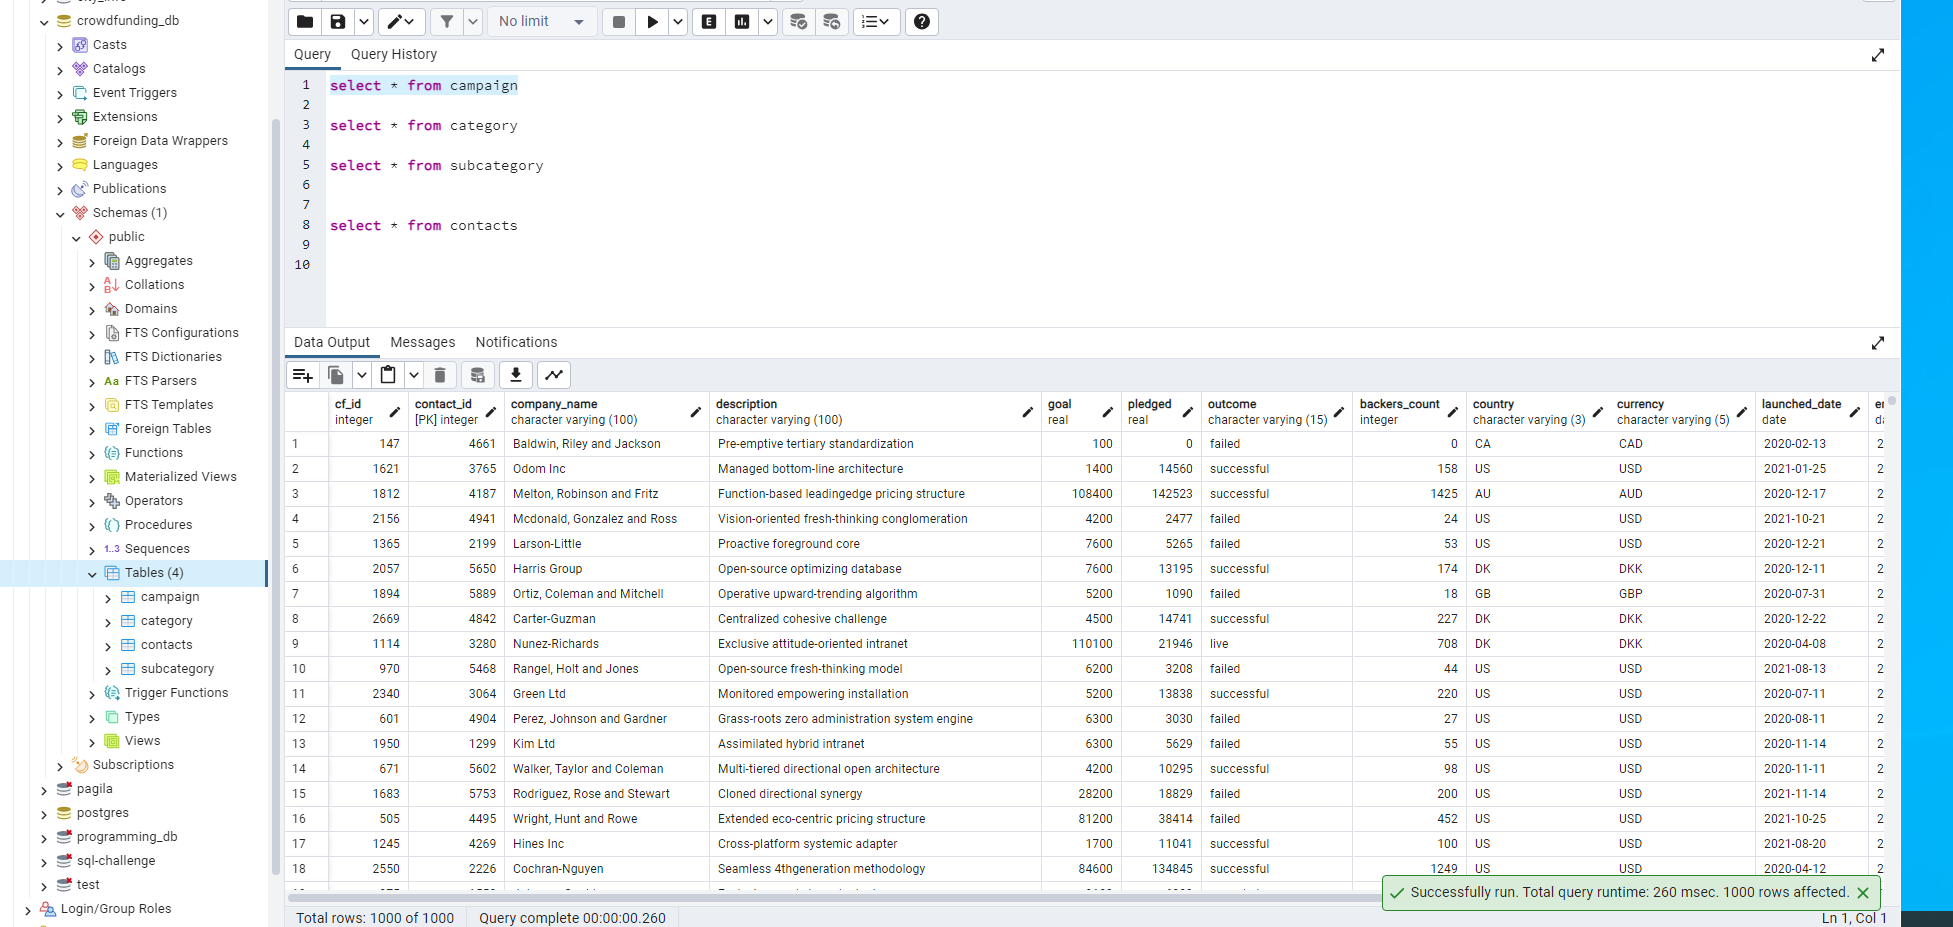 crowdfunding_db
Casts
Catalogs
Event Triggers
Extensions
Foreign Data Wrappers
Languages
Publications
Schemas (1)
public
Aggregates
Collations
Domains
FTS Configurations
FTS Dictionaries
Aa FTS Parsers
FTS Templates
Foreign Tables
Functions
Materialized Views
Operators
Procedures
1..3 Sequences
Tables (4)
campaign
category
contacts
subcategory
Trigger Functions
Types
Views
Subscriptions
pagila
postgres
programming_db
sql-challenge
test
Login/Group Roles
No limit
E
Query Query History
1 select * from campaign
2
3 select * from category
4
5 select * from subcategory
6
7
8 select * from contacts
9
10
Data Output Messages Notifications
cf_id contact_id company_name description goal pledged outcome backers_count country currency launched_date
integer [PK] integer character varying (100) character varying (100) real real character varying (15) integer character varying (3) character varying (5) date
1 147 4661 Baldwin, Riley and Jackson Pre-emptive tertiary standardization 100 0 failed 0 CA CAD 2020-02-13 2
2 1621 3765 Odom Inc Managed bottom-line architecture 1400 14560 successful 158 US USD 2021-01-25 2
3 1812 4187 Melton, Robinson and Fritz Function-based leadingedge pricing structure 108400 142523 successful 1425 AU AUD 2020-12-17 2
4 2156 4941 Mcdonald, Gonzalez and Ross Vision-oriented fresh-thinking conglomeration 4200 2477 failed 24 US USD 2021-10-21 2
5 1365 2199 Larson-Little Proactive foreground core 7600 5265 failed 53 US USD 2020-12-21 2
6 2057 5650 Harris Group Open-source optimizing database 7600 13195 successful 174 DK DKK 2020-12-11 2
7 1894 5889 Ortiz, Coleman and Mitchell Operative upward-trending algorithm 5200 1090 failed 18 GB GBP 2020-07-31 2
8 2669 4842 Carter-Guzman Centralized cohesive challenge 4500 14741 successful 227 DK DKK 2020-12-22 2
9 1114 3280 Nunez-Richards Exclusive attitude-oriented intranet 110100 21946 live 708 DK DKK 2020-04-08 2
10 970 5468 Rangel, Holt and Jones Open-source fresh-thinking model 6200 3208 failed 44 US USD 2021-08-13 2
11 2340 3064 Green Ltd Monitored empowering installation 5200 13838 successful 220 US USD 2020-07-11 2
12 601 4904 Perez, Johnson and Gardner Grass-roots zero administration system engine 6300 3030 failed 27 US USD 2020-08-11 2
13 1950 1299 Kim Ltd Assimilated hybrid intranet 6300 5629 failed 55 US USD 2020-11-14 2
14 671 5602 Walker, Taylor and Coleman Multi-tiered directional open architecture 4200 10295 successful 98 US USD 2020-11-11 2
15 1683 5753 Rodriguez, Rose and Stewart Cloned directional synergy 28200 18829 failed 200 US USD 2021-11-14 2
16 505 4495 Wright, Hunt and Rowe Extended eco-centric pricing structure 81200 38414 failed 452 US USD 2021-10-25 2
17 1245 4269 Hines Inc Cross-platform systemic adapter 1700 11041 successful 100 US USD 2021-08-20 2
18 2550 2226 Cochran-Nguyen Seamless 4thgeneration methodology 84600 134845 successful 1249 US USD 2020-04-12 2
Successfully run. Total query runtime: 260 msec. 1000 rows affected.
Total rows: 1000 of 1000 Query complete 00:00:00.260 Ln 1, Col 1